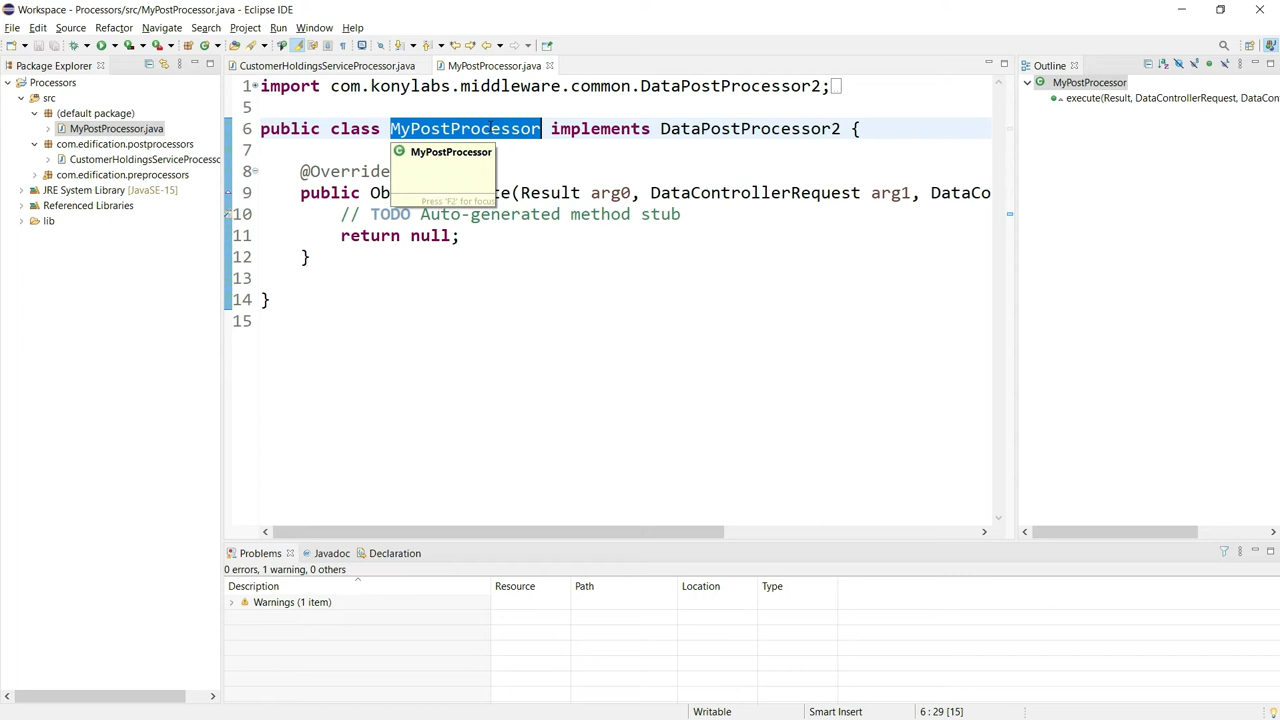 Workspace - Processors/src/MyPostProcessor.java - Eclipse IDE
File Edit Source Refactor Navigate Search Project Run Window Help
Package Explorer
Processors
src
(default package)
MyPostProcessor.java
com.edification.postprocessors
CustomerHoldingsServiceProcesso
com.edification.preprocessors
JRE System Library [JavaSE-15]
Referenced Libraries
lib
CustomerHoldingsServiceProcessor.java
MyPostProcessor.java
1 import com.konylabs.middleware.common.DataPostProcessor2;
5
6 public class MyPostProcessor implements DataPostProcessor2 {
7
8 @Override
9 public Ob te(Result arg0, DataControllerRequest arg1, DataCo
10 // TODO Auto-generated method stub
11 return null;
12 }
13
14 }
15
MyPostProcessor
Press 'F2' for focus
Outline
MyPostProcessor
execute(Result, DataControllerRequest, DataCon
Problems Javadoc Declaration
0 errors, 1 warning, 0 others
Description Resource Path Location Type
Warnings (1 item)
Writable Smart Insert 6 : 29 [15]